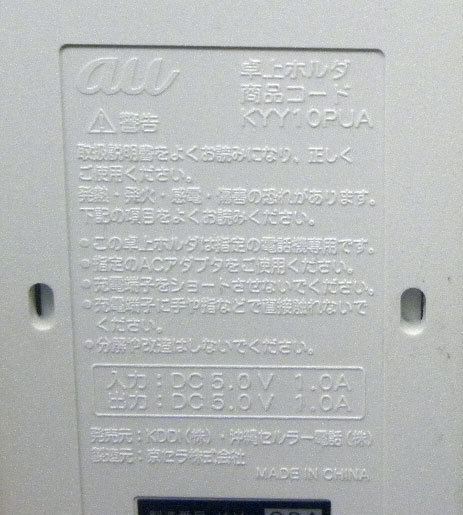 au
卓上ホルダ
商品コード
KYY10PUA
警告
取扱説明書をよくお読みになり、正しく
ご使用ください。
発熱・発火・感電・傷害の恐れがあります。
下記の項目をよくお読みください。
●この卓上ホルダは指定の電話機専用です。
●指定のACアダプタをご使用ください。
●充電端子をショートさせないでください。
●充電端子に手や指などで直接触れないで
ください。
●分解や改造はしないでください。
入力：DC 5.0V 1.0A
出力：DC 5.0V 1.0A
発売元：KDDI(株)・沖縄セルラー電話(株)
製造元：京セラ株式会社
MADE IN CHINA